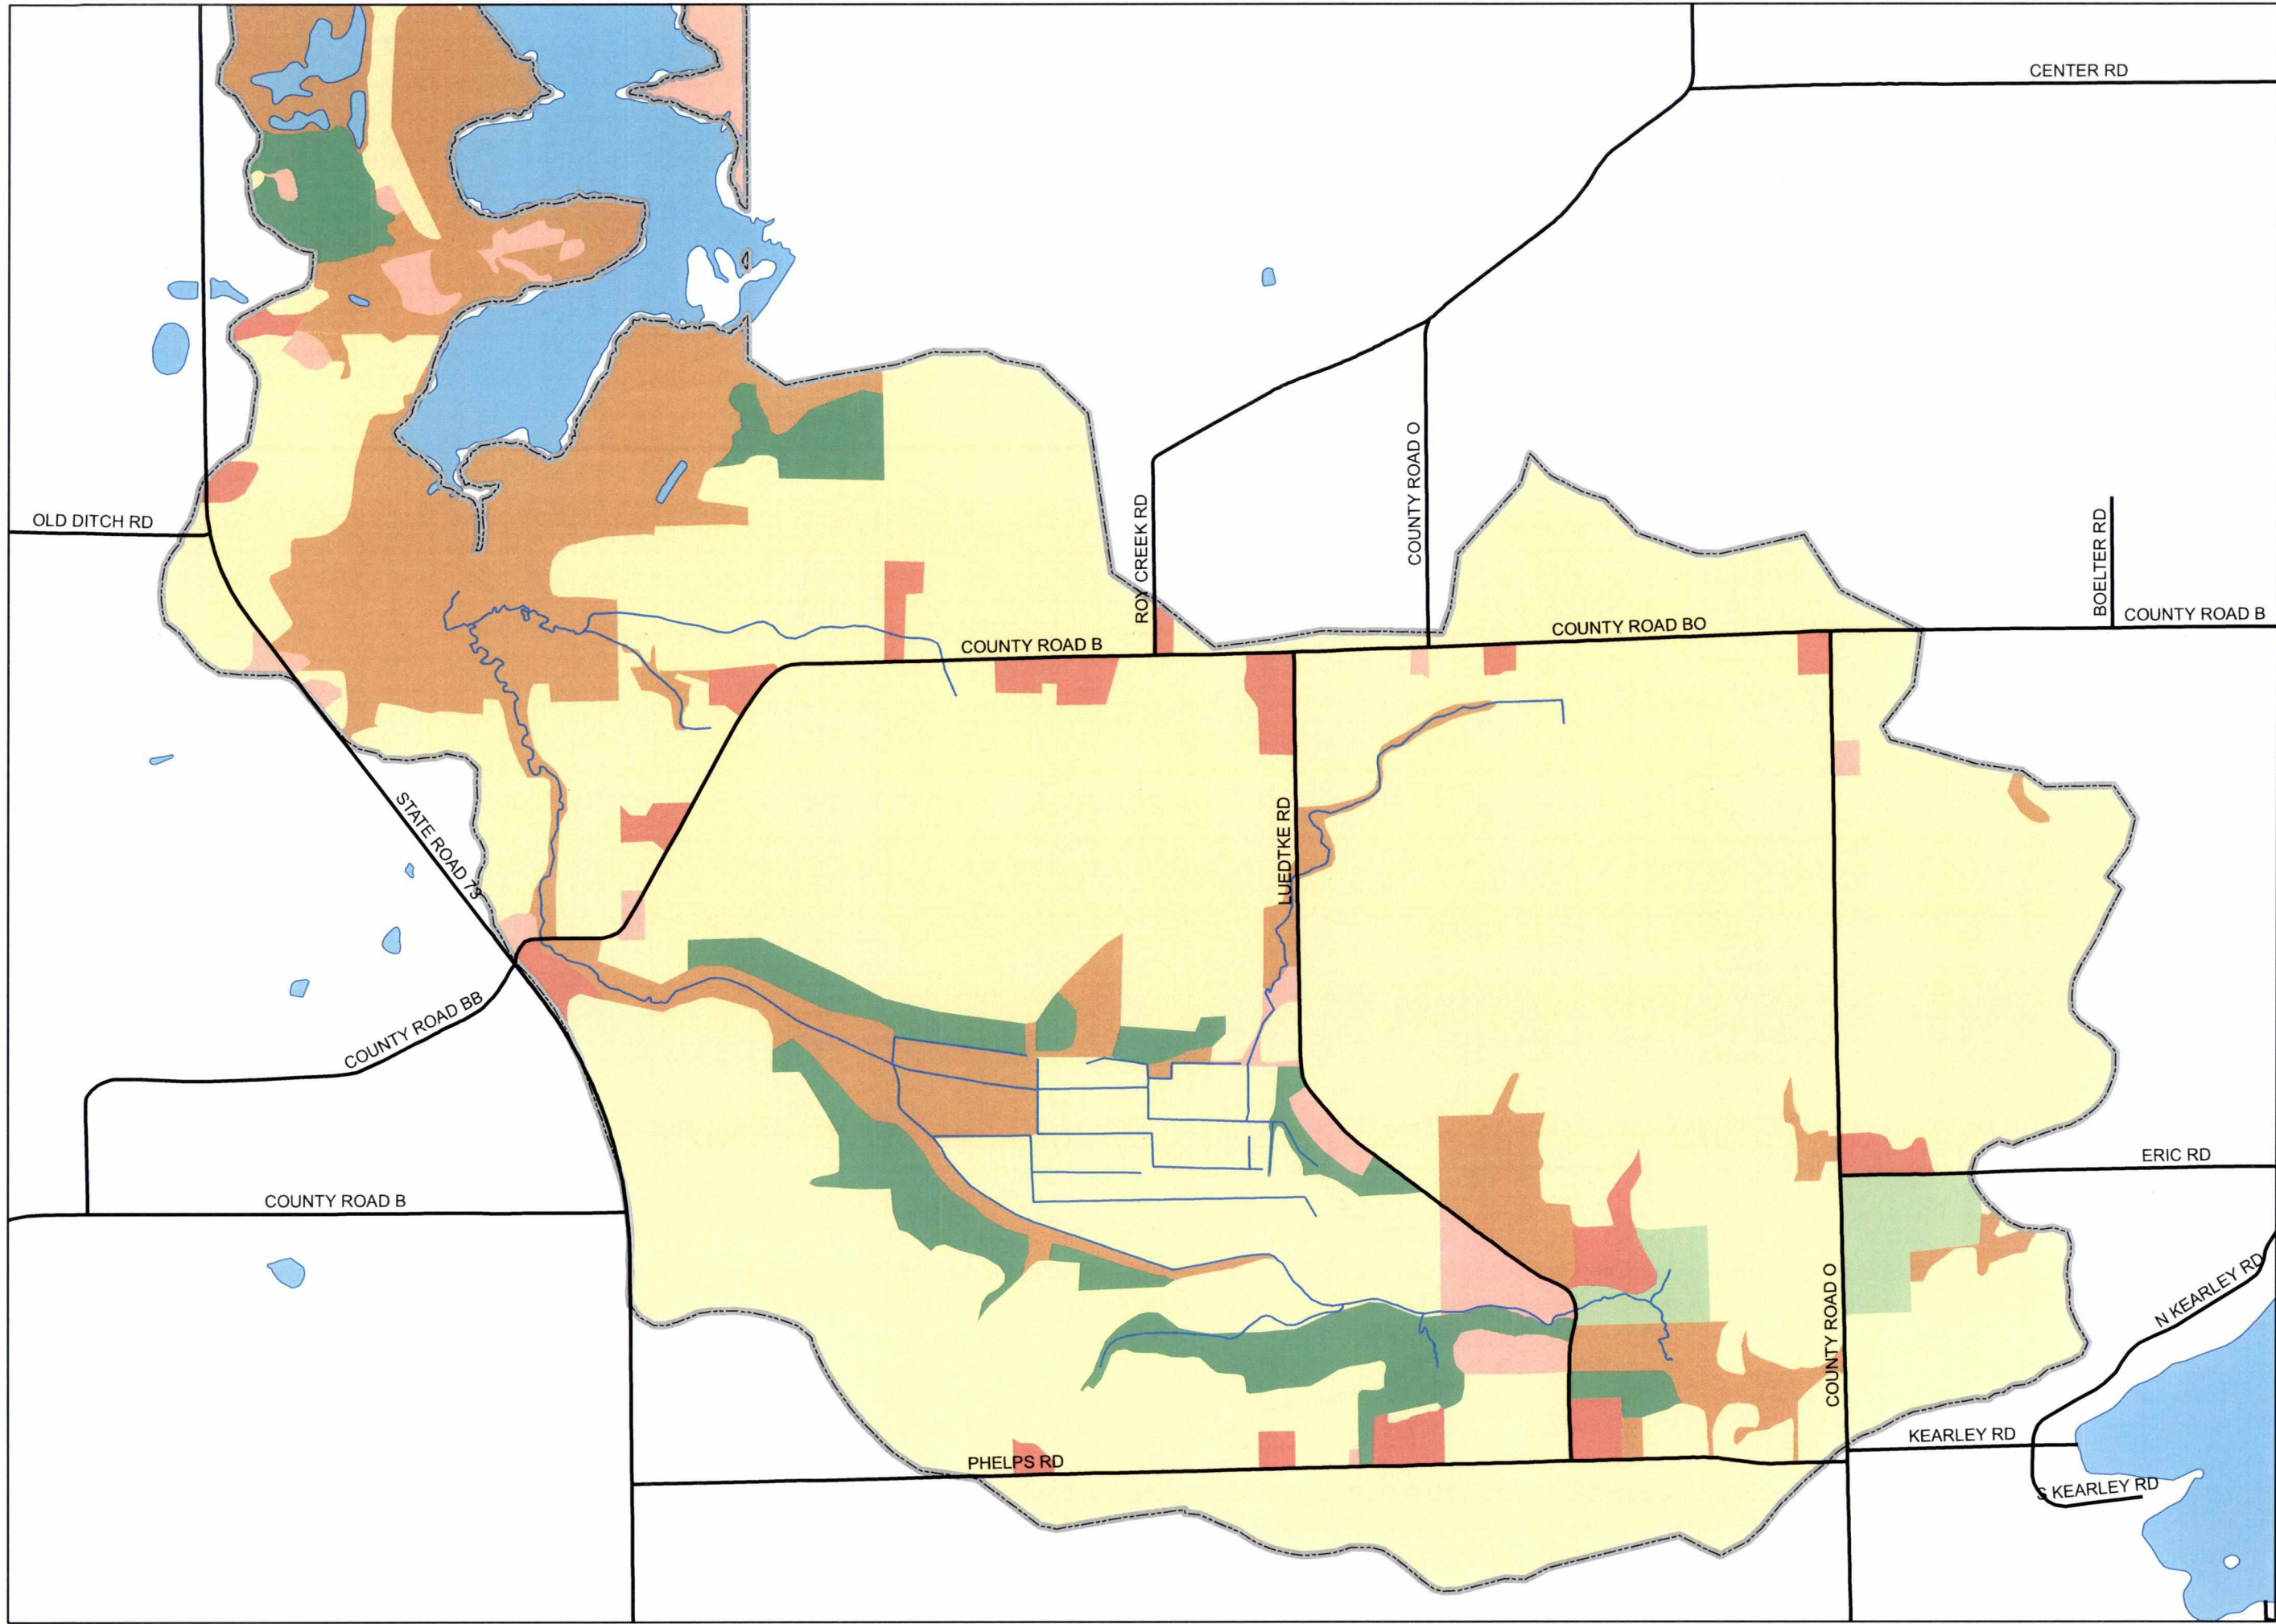 CENTER RD
COUNTY ROAD O
ROY CREEK RD
OLD DITCH RD
BOELTER RD
COUNTY ROAD B
COUNTY ROAD BO
COUNTY ROAD B
LUEDTKE RD
STATE ROAD 73
COUNTY ROAD BB
ERIC RD
COUNTY ROAD B
N KEARLEY RD
COUNTY ROAD O
KEARLEY RD
PHELPS RD
S KEARLEY RD